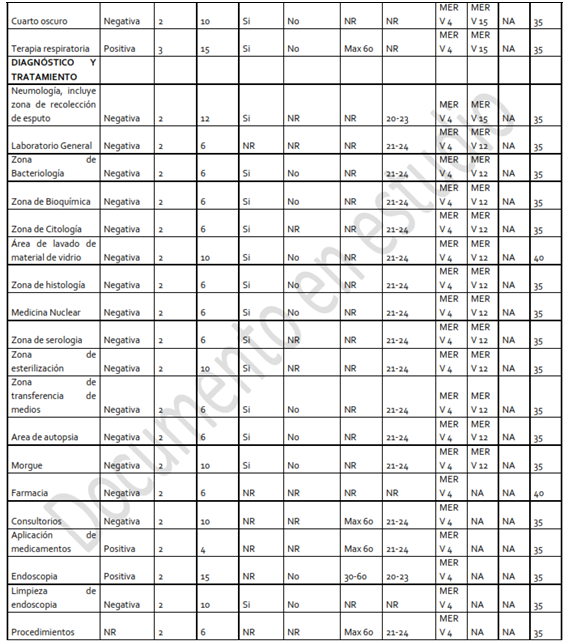 Cuarto oscuro Negativa 2 10 Si No NR NR MER V 4 MER V 15 NA 35
Terapia respiratoria Positiva 3 15 Si No Max 60 NR MER V 4 MER V 15 NA 35
DIAGNÓSTICO Y
TRATAMIENTO
Neumología, incluye
zona de recolección
de esputo Negativa 2 12 Si NR NR 20-23 MER V 4 MER V 15 NA 35
Laboratorio General Negativa 2 6 NR NR NR 21-24 MER V 4 MER V 12 NA 35
Zona de
Bacteriología Negativa 2 6 Si No NR 21-24 MER V 4 MER V 12 NA 35
Zona de Bioquímica Negativa 2 6 Si No NR 21-24 MER V 4 MER V 12 NA 35
Zona de Citología Negativa 2 6 Si NR NR 21-24 MER V 4 MER V 12 NA 35
Área de lavado de
material de vidrio Negativa 2 10 Si No NR 21-24 MER V 4 MER V 12 NA 40
Zona de histología Negativa 2 6 Si No NR 21-24 MER V 4 MER V 12 NA 35
Medicina Nuclear Negativa 2 6 Si No NR 21-24 MER V 4 MER V 12 NA 35
Zona de serologia Negativa 2 6 Si NR NR 21-24 MER V 4 MER V 12 NA 35
Zona de
esterilización Negativa 2 10 Si NR NR 21-24 MER V 4 MER V 12 NA 35
Zona de
transferencia de
medios Negativa 2 6 Si No NR 21-24 MER V 4 MER V 12 NA 35
Area de autopsia Negativa 2 6 Si No NR 21-24 MER V 4 MER V 12 NA 35
Morgue Negativa 2 10 Si No NR 21-24 MER V 4 MER V 12 NA 35
Farmacia Negativa 2 6 NR NR NR NR MER V 4 NA NA 40
Consultorios Negativa 2 10 NR NR Max 60 21-24 MER V 4 NA NA 35
Aplicación de
medicamentos Positiva 2 4 NR NR Max 60 21-24 MER V 4 NA NA 35
Endoscopia Positiva 2 15 NR No 30-60 20-23 MER V 4 NA NA 35
Limpieza de
endoscopia Negativa 2 10 Si No NR NR MER V 4 NA NA 35
Procedimientos NR 2 6 NR NR Max 60 21-24 MER V 4 NA NA 35
Documento en estudio